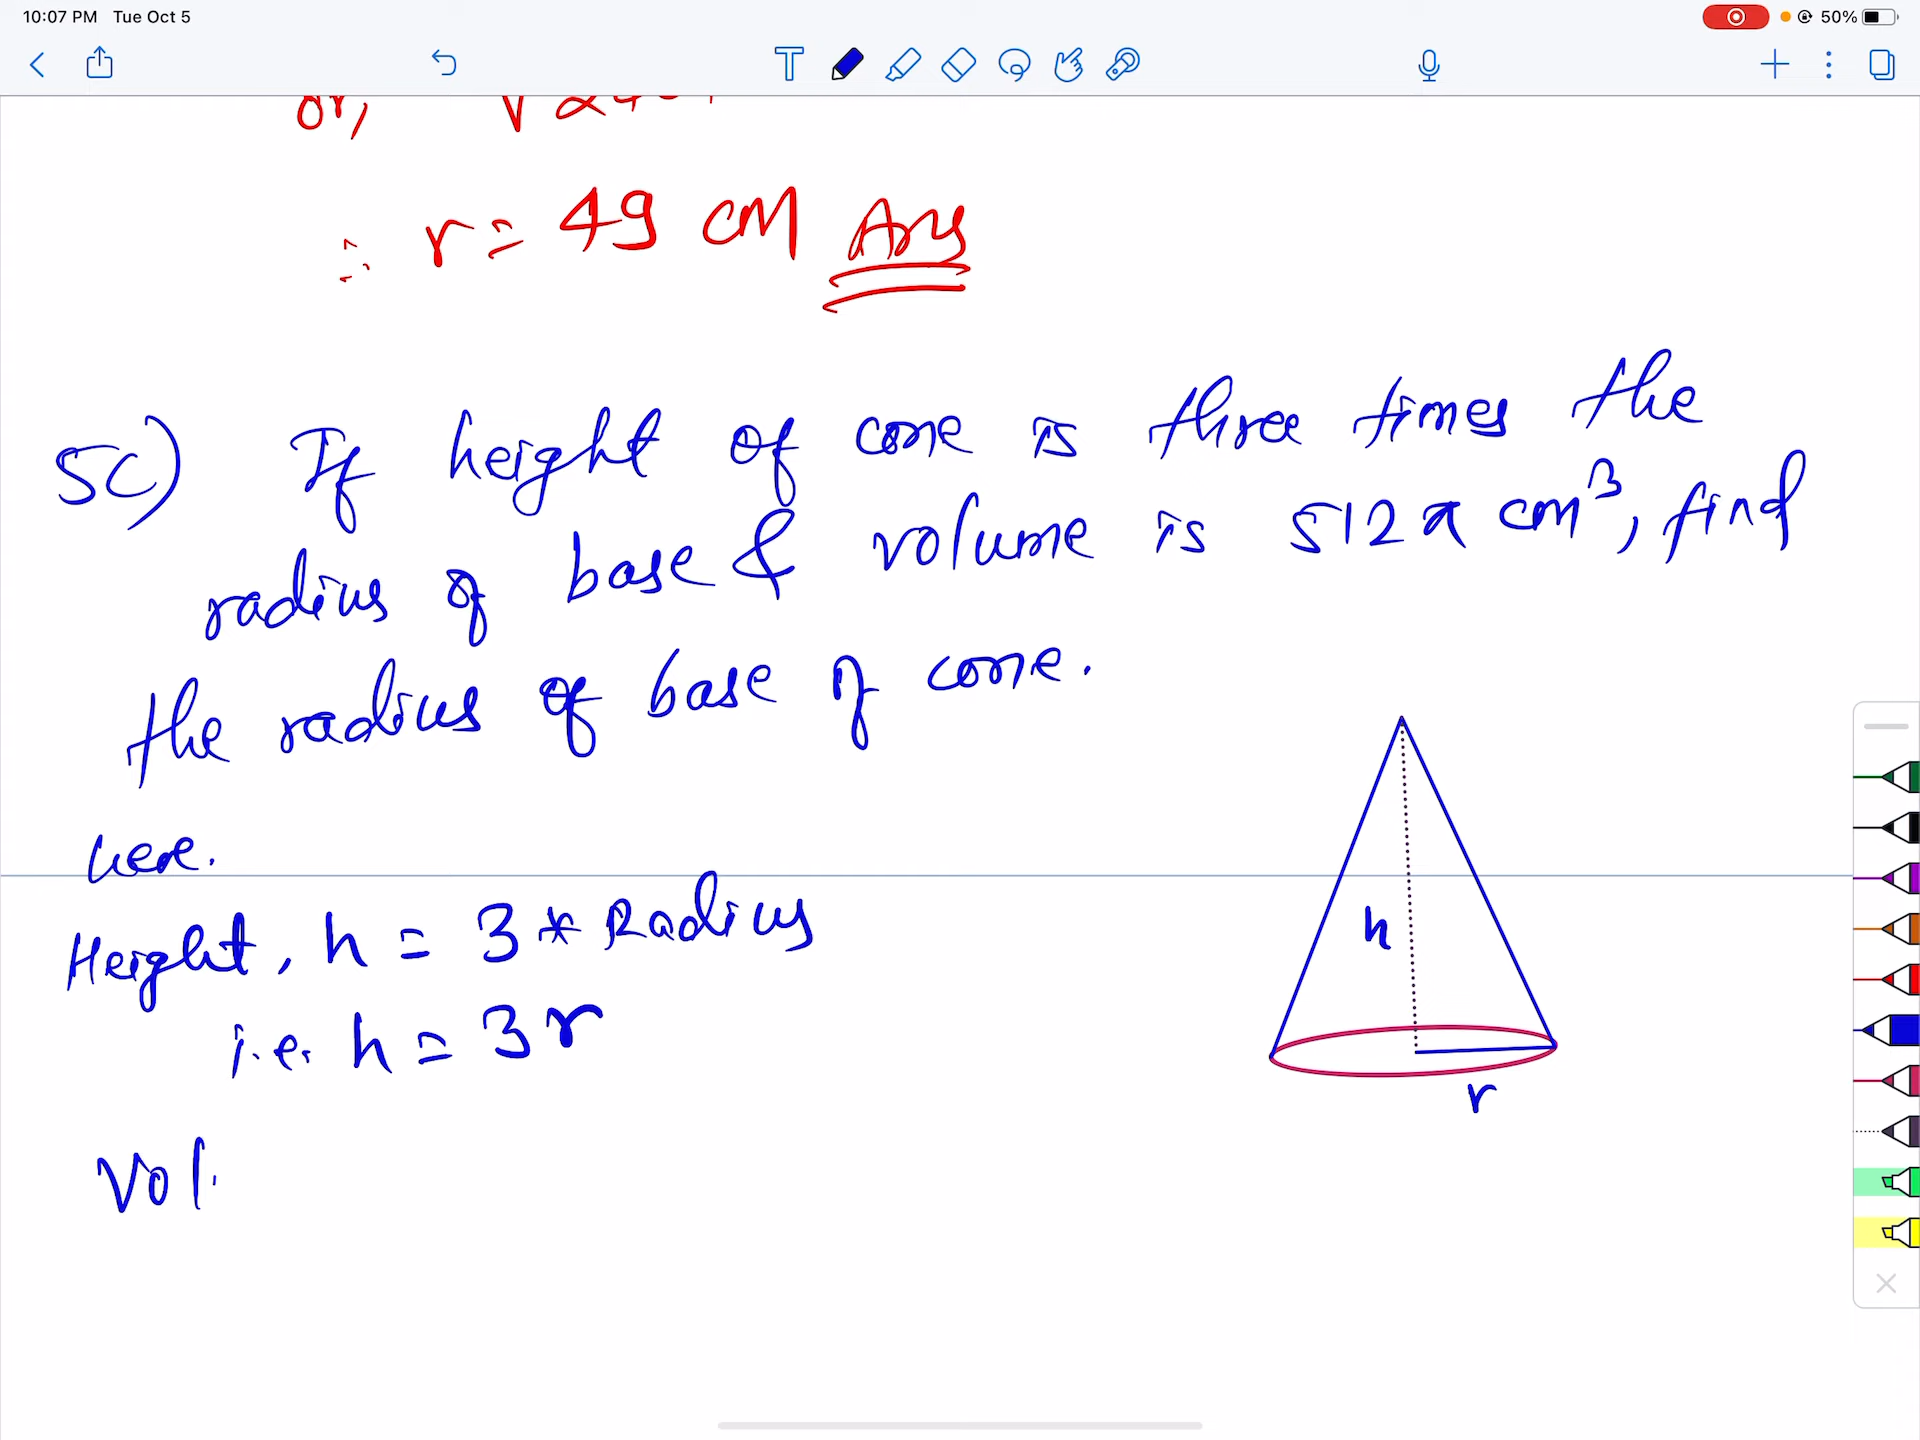 10:07 PM Tue Oct 5
50%
or,
∴ r = 49 cm Ans
5c) If height of cone is three times the
radius of base & volume is 512π cm³, find
the radius of base of cone.
here.
Height, h = 3 * Radius
i.e. h = 3r
h
r
Vol.